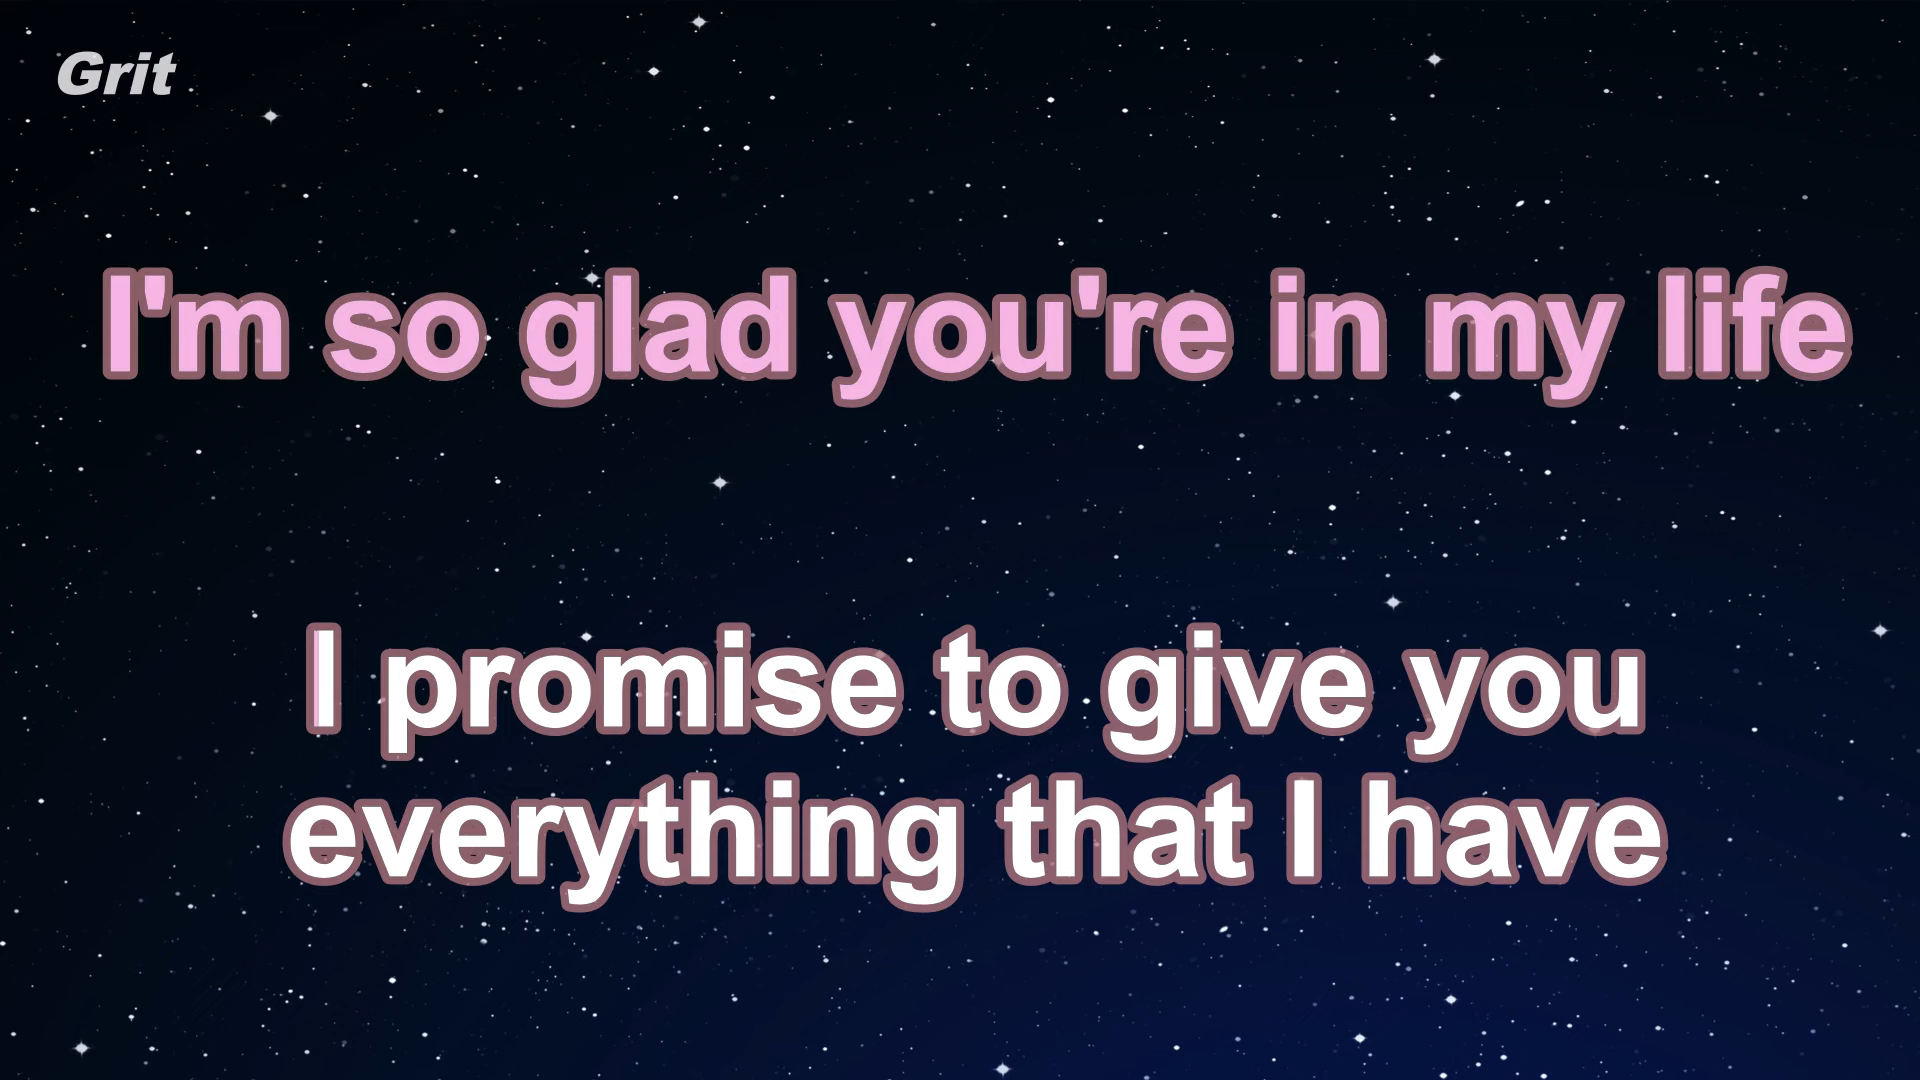 Grit
I'm so glad you're in my life
I promise to give you
everything that I have